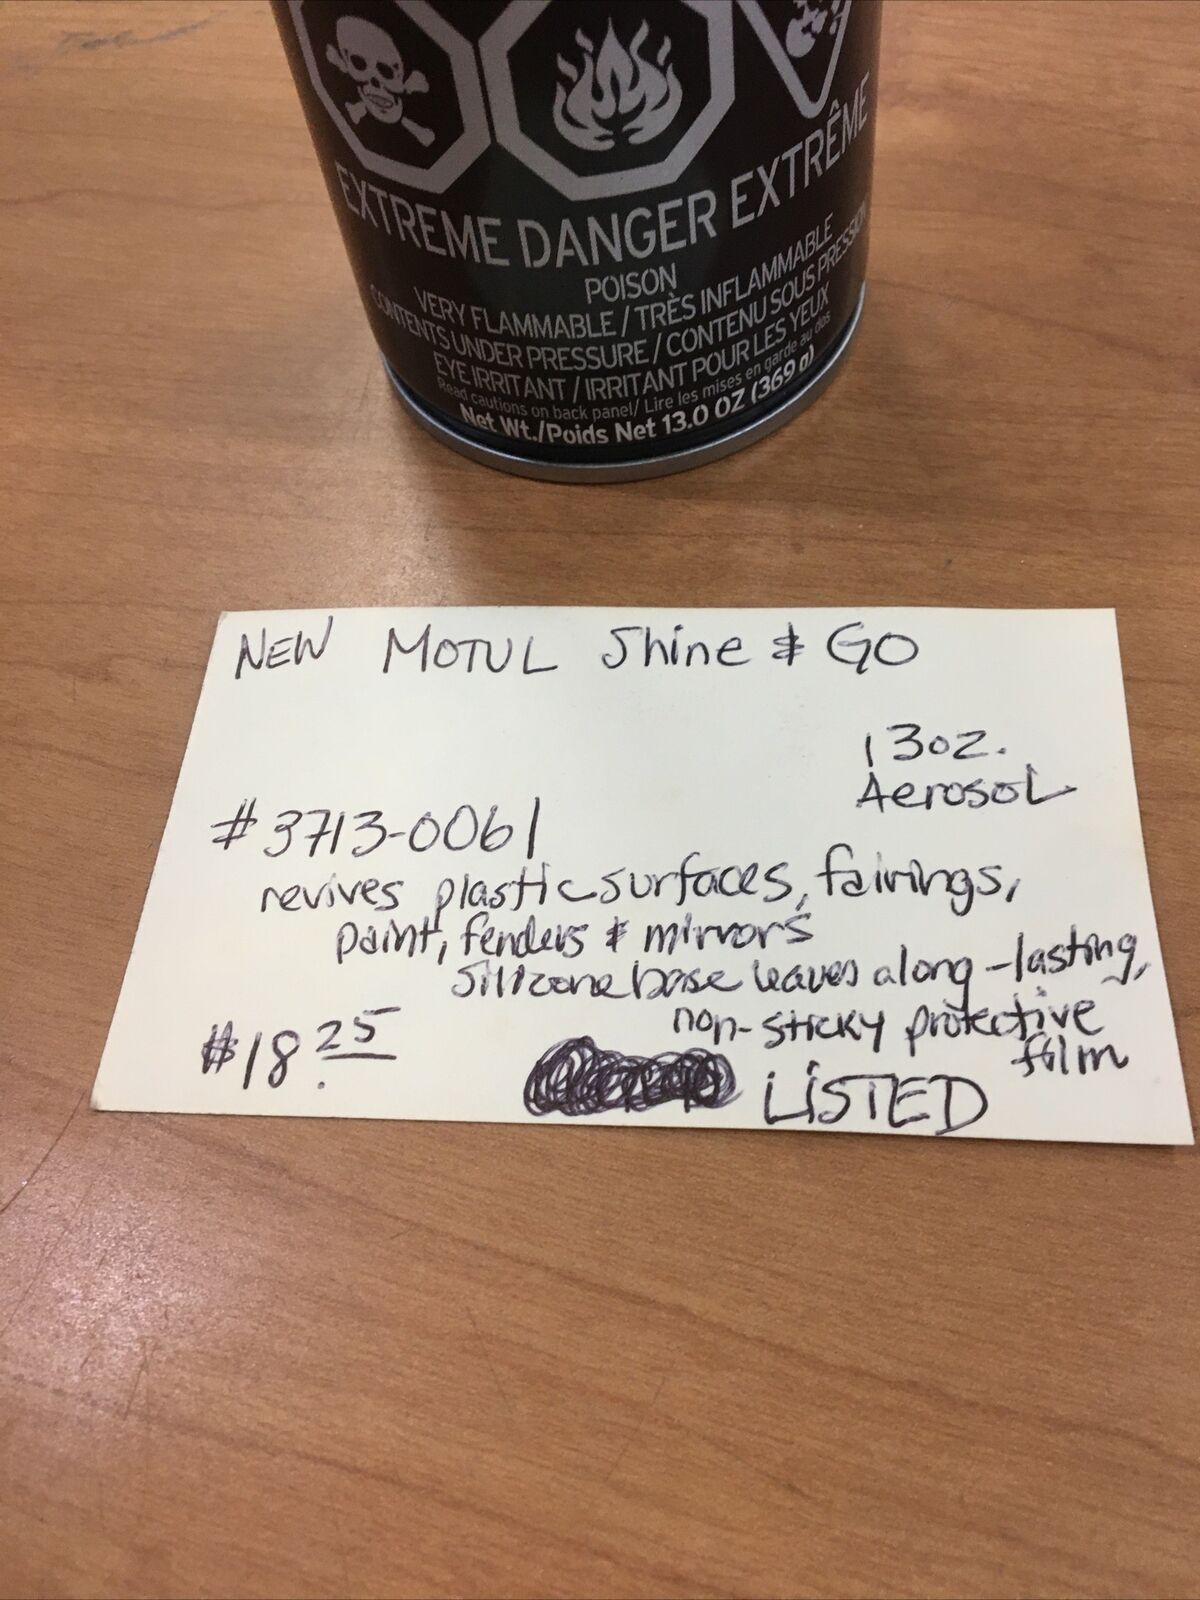 EXTREME DANGER EXTRÊME
POISON
VERY FLAMMABLE / TRÈS INFLAMMABLE
CONTENTS UNDER PRESSURE / CONTENU SOUS PRESSION
EYE IRRITANT / IRRITANT POUR LES YEUX
Read cautions on back panel/ Lire les mises en garde au dos
Net Wt./Poids Net 13.0 OZ (369 g)
NEW MOTUL Shine & GO
13oz.
Aerosol
#3713-0061
revives plastic surfaces, fairings,
paint, fenders & mirrors
Silicone base leaves a long-lasting,
non-sticky protective
film
$18.25
LISTED